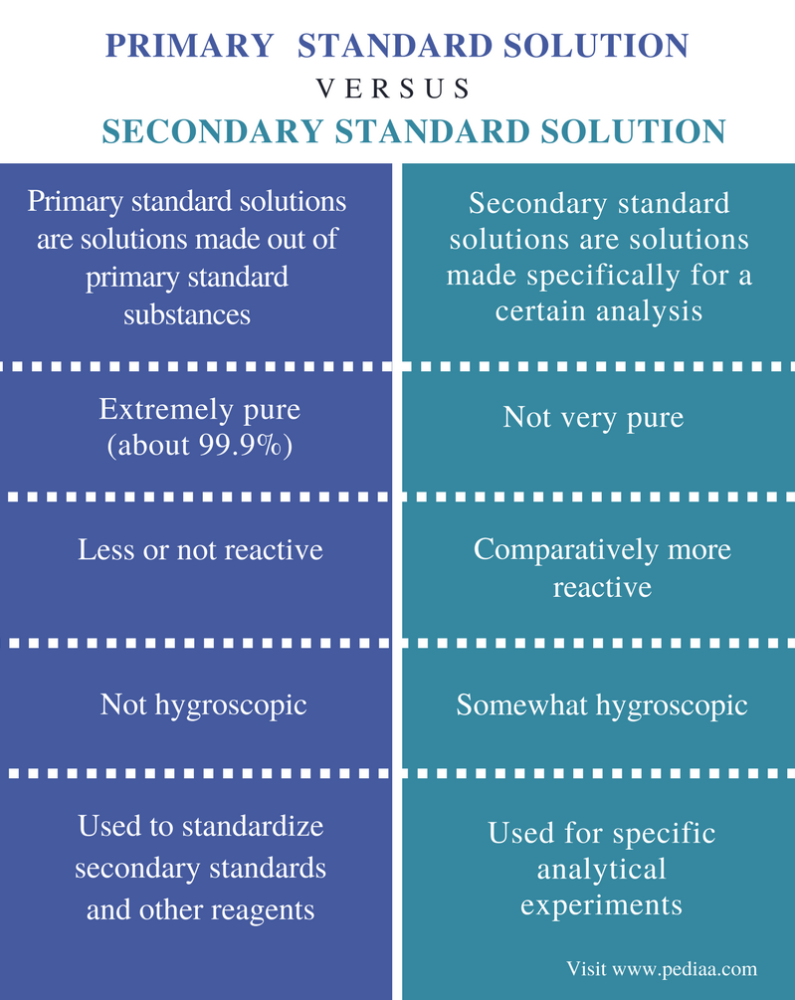 PRIMARY STANDARD SOLUTION
VERSUS
SECONDARY STANDARD SOLUTION
Primary standard solutions
are solutions made out of
primary standard
substances
Secondary standard
solutions are solutions
made specifically for a
certain analysis
Extremely pure
(about 99.9%)
Not very pure
Less or not reactive
Comparatively more
reactive
Not hygroscopic
Somewhat hygroscopic
Used to standardize
secondary standards
and other reagents
Used for specific
analytical
experiments
Visit www.pediaa.com